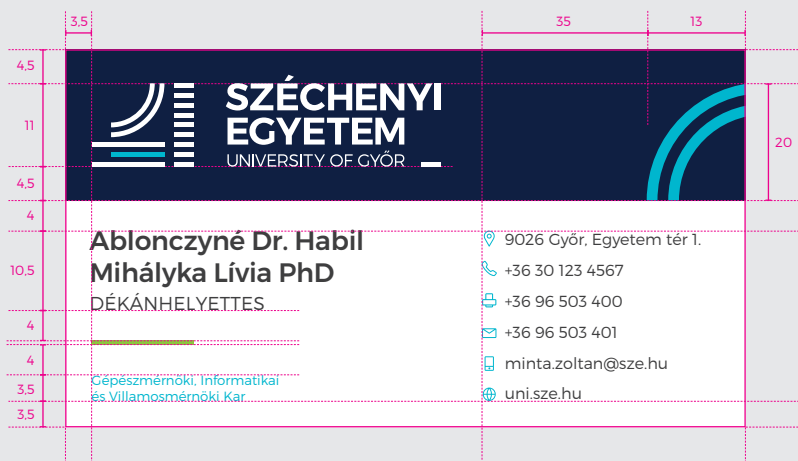 3,5
35
13
4,5
11
4,5
4
10,5
4
4
3,5
3,5
20
SZÉCHENYI
EGYETEM
UNIVERSITY OF GYŐR
Ablonczyné Dr. Habil
Mihályka Lívia PhD
DÉKÁNHELYETTES
Gépészmérnöki, Informatikai
és Villamosmérnöki Kar
9026 Győr, Egyetem tér 1.
+36 30 123 4567
+36 96 503 400
+36 96 503 401
minta.zoltan@sze.hu
uni.sze.hu